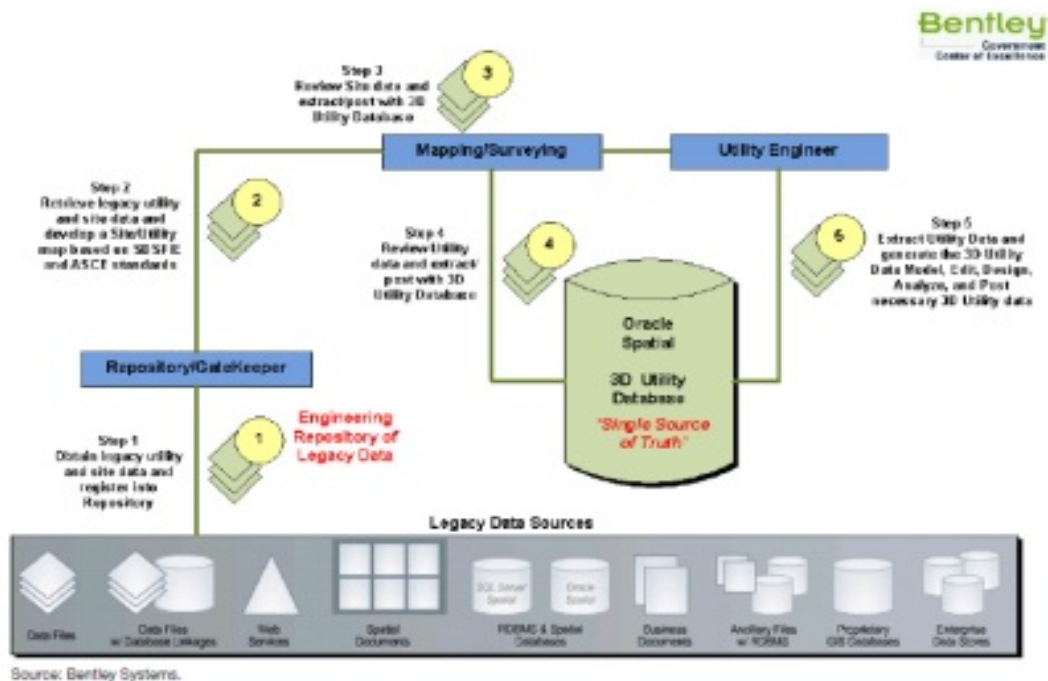 Bentley
Government
Center of Excellence
Step 3
Review Site data and
extract/post with 3D
Utility Database
3
Mapping/Surveying
Utility Engineer
Step 2
Retrieve legacy utility
and site data and
develop a Site/Utility
map based on SDSFIE
and ASCE standards
2
Step 4
Review Utility
data and extract/
post with 3D
Utility Database
4
5
Step 5
Extract Utility Data and
generate the 3D Utility
Data Model, Edit, Design,
Analyze, and Post
necessary 3D Utility data
Oracle
Spatial
3D Utility
Database
"Single Source
of Truth"
Repository/GateKeeper
Step 1
Obtain legacy utility
and site data and
register into
Repository
1
Engineering
Repository of
Legacy Data
Legacy Data Sources
SQL Server
Spatial
Oracle
Spatial
Data Files
Data Files
w/ Database Linkages
Web
Services
Spatial
Documents
RDBMS & Spatial
Databases
Business
Documents
Ancillary Files
w/ RDBMS
Proprietary
GIS Databases
Enterprise
Data Stores
Source: Bentley Systems.